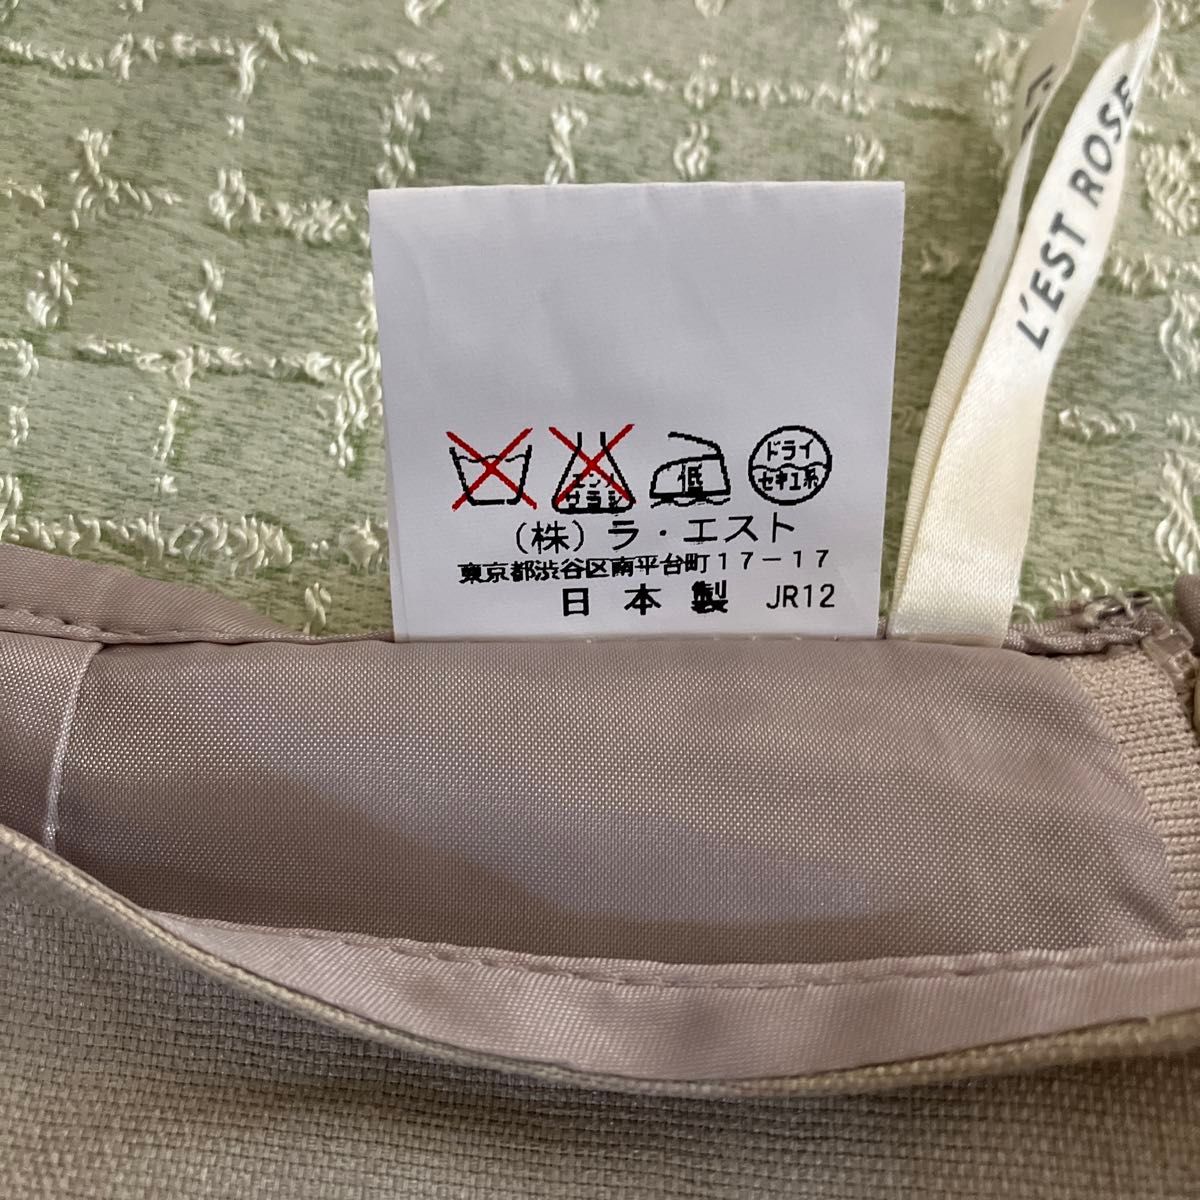 L'EST ROSE
エンソ
サラシ
低
ドライ
セキユ系
(株)ラ・エスト
東京都渋谷区南平台町17-17
日本製 JR12